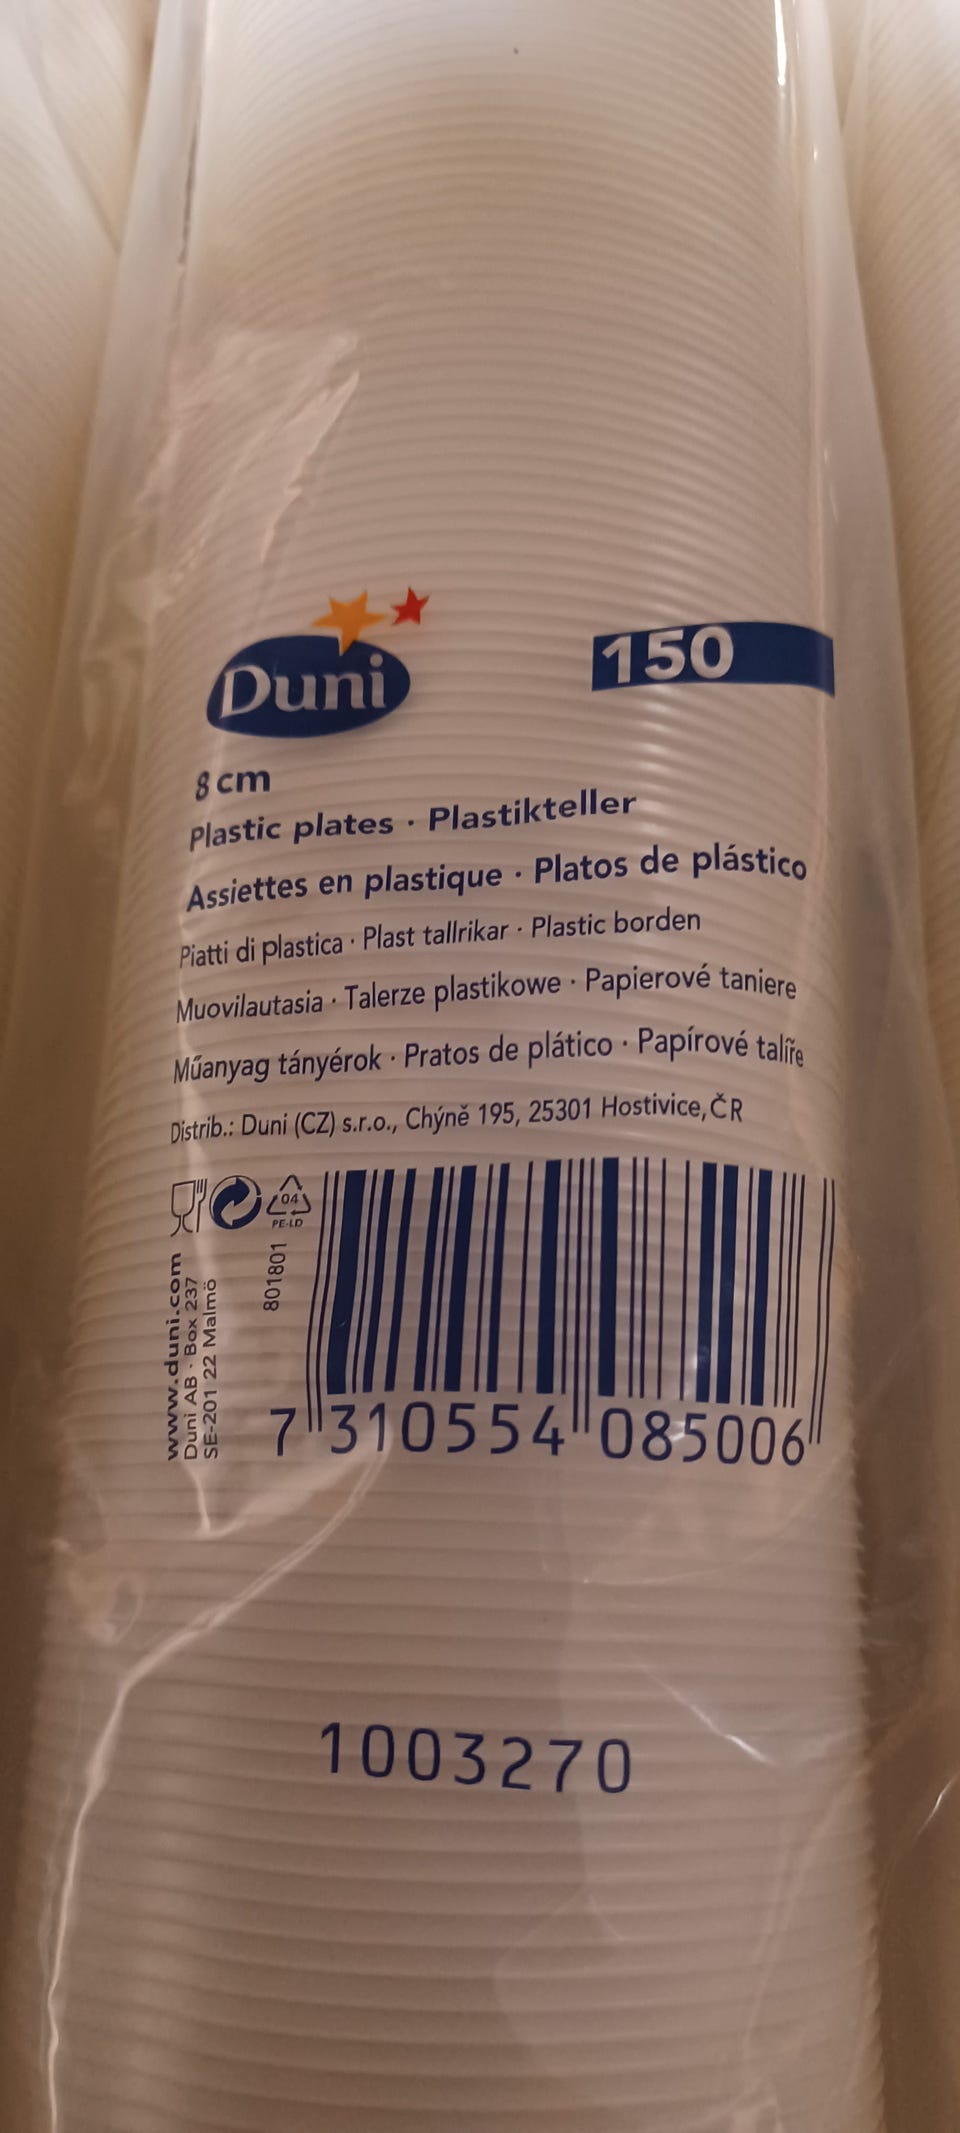 Duni
150
8 cm
Plastic plates · Plastikteller
Assiettes en plastique · Platos de plástico
Piatti di plastica · Plast tallrikar · Plastic borden
Muovilautasia · Talerze plastikowe · Papierové taniere
Műanyag tányérok · Pratos de plático · Papírové talíře
Distrib.: Duni (CZ) s.r.o., Chýně 195, 25301 Hostivice, ČR
04
PE-LD
801801
www.duni.com
Duni AB · Box 237
SE-201 22 Malmö
7 310554 085006
1003270